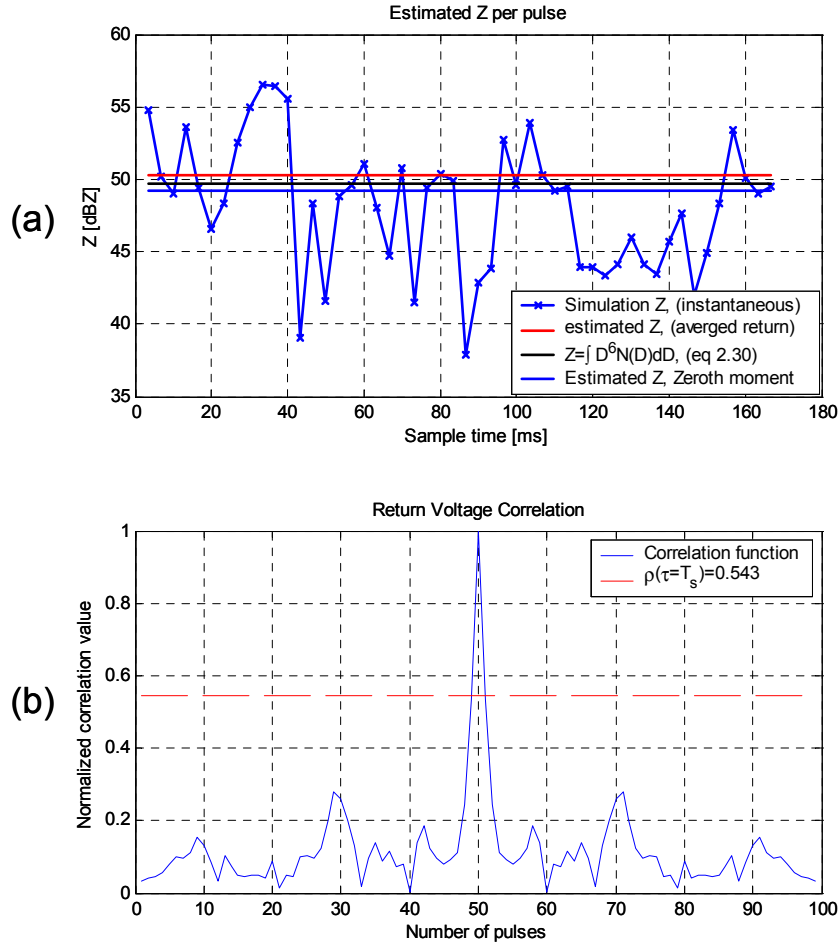 Estimated Z per pulse
(a)
Z [dBZ]
60
55
50
45
40
35
0 20 40 60 80 100 120 140 160 180
Sample time [ms]
Simulation Z, (instantaneous)
estimated Z, (averged return)
Z=∫ D⁶N(D)dD, (eq 2.30)
Estimated Z, Zeroth moment
Return Voltage Correlation
(b)
Normalized correlation value
1
0.8
0.6
0.4
0.2
0
0 10 20 30 40 50 60 70 80 90 100
Number of pulses
Correlation function
ρ(τ=Tₛ)=0.543